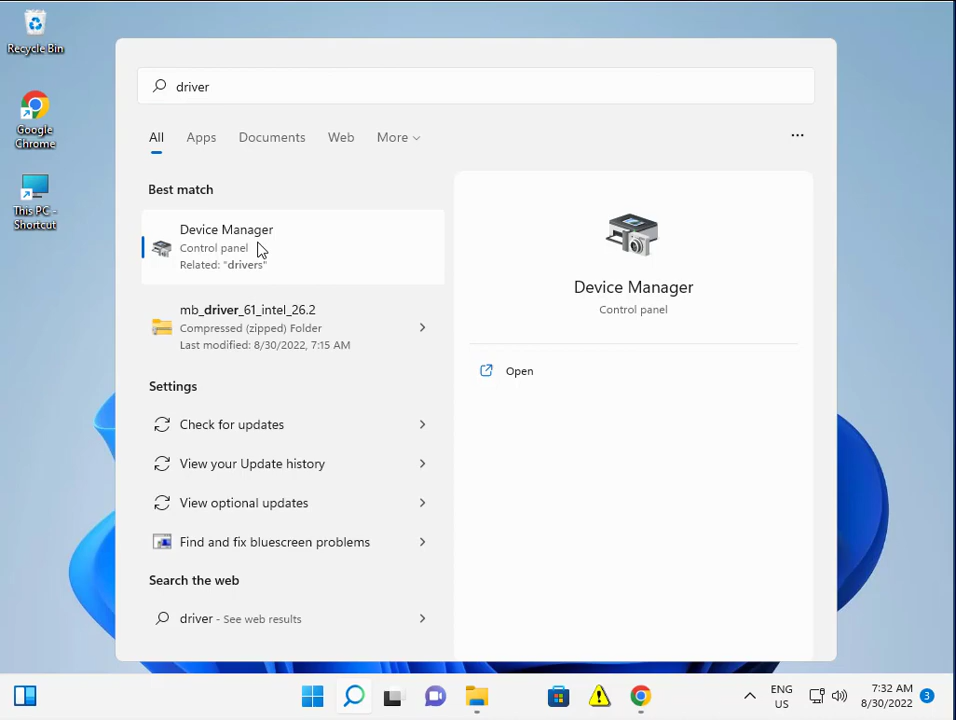 Recycle Bin
Google
Chrome
This PC -
Shortcut
driver
All Apps Documents Web More
Best match
Device Manager
Control panel
Related: "drivers"
mb_driver_61_intel_26.2
Compressed (zipped) Folder
Last modified: 8/30/2022, 7:15 AM
Settings
Check for updates
View your Update history
View optional updates
Find and fix bluescreen problems
Search the web
driver - See web results
Device Manager
Control panel
Open
ENG
US
7:32 AM
8/30/2022
3